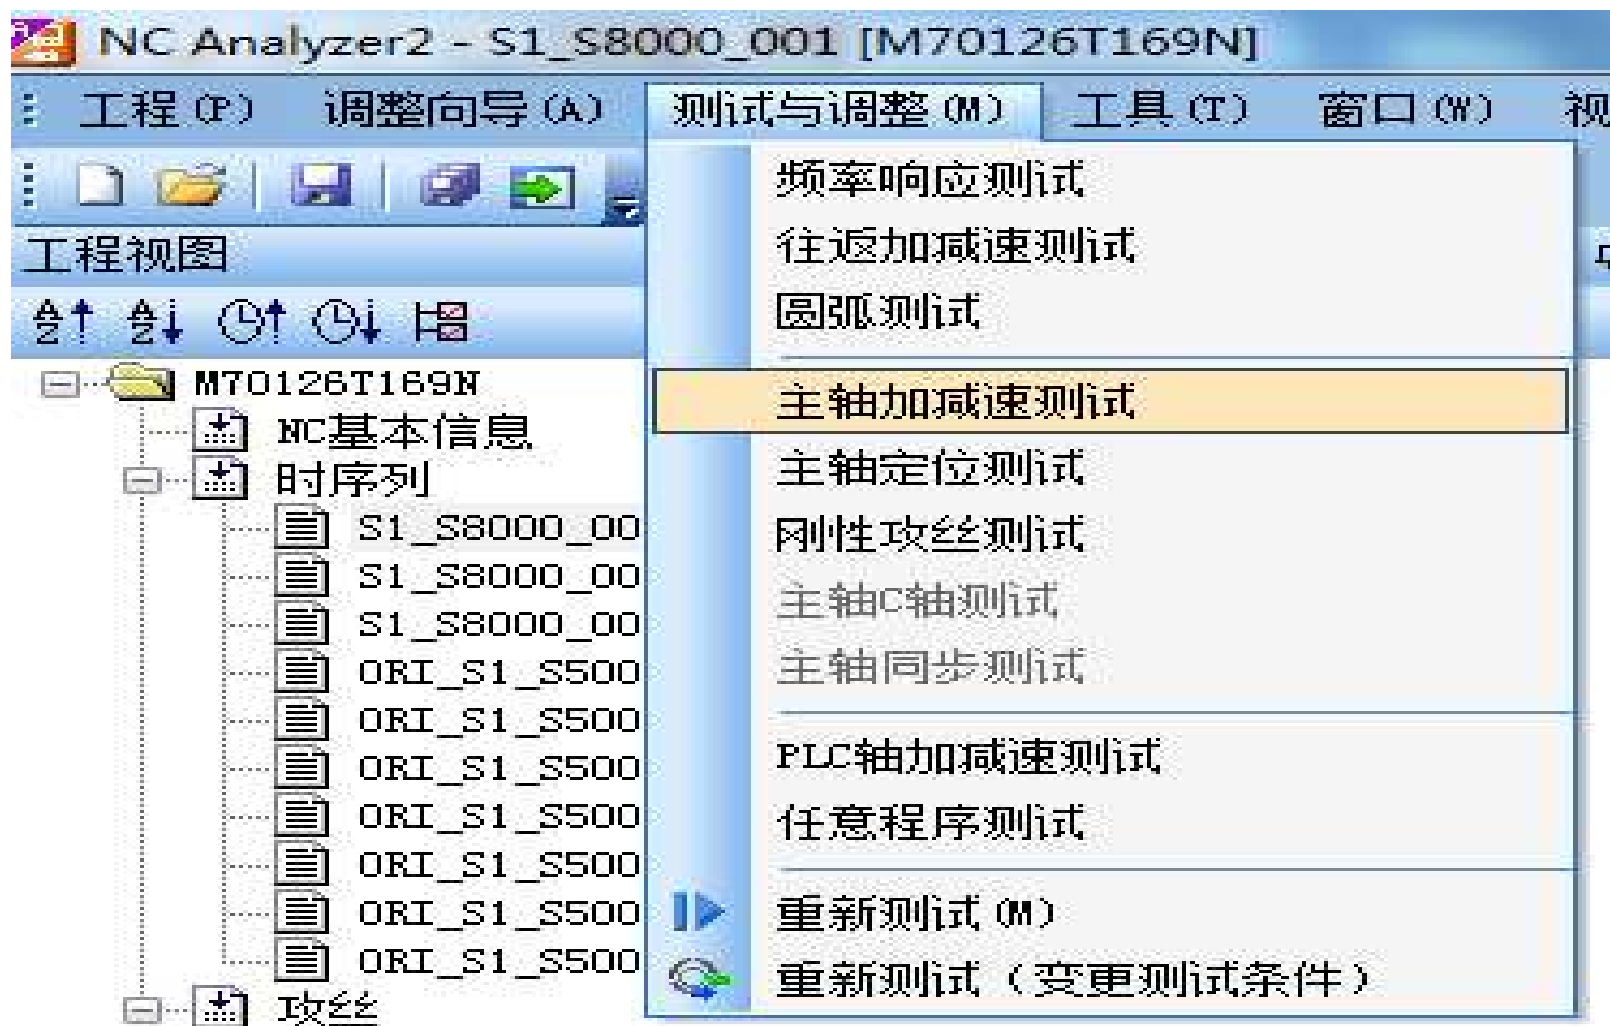 NC Analyzer2 - S1_S8000_001 [M70126T169N]
工程(P) 调整向导(A) 测试与调整(M) 工具(T) 窗口(W) 视
工程视图
M70126T169N
NC基本信息
时序列
S1_S8000_00
S1_S8000_00
S1_S8000_00
ORI_S1_S500
ORI_S1_S500
ORI_S1_S500
ORI_S1_S500
ORI_S1_S500
ORI_S1_S500
ORI_S1_S500
攻丝
频率响应测试
往返加减速测试
圆弧测试
主轴加减速测试
主轴定位测试
刚性攻丝测试
主轴C轴测试
主轴同步测试
PLC轴加减速测试
任意程序测试
重新测试(M)
重新测试（变更测试条件）